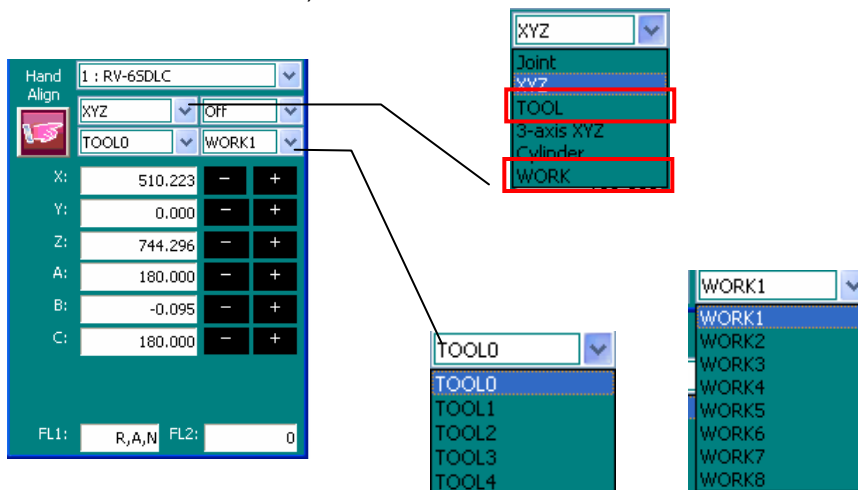 Hand
Align
1 : RV-6SDLC
XYZ
Off
TOOL0
WORK1
X: 510.223 - +
Y: 0.000 - +
Z: 744.296 - +
A: 180.000 - +
B: -0.095 - +
C: 180.000 - +
FL1: R,A,N FL2: 0
XYZ
Joint
XYZ
TOOL
3-axis XYZ
Cylinder
WORK
TOOL0
TOOL0
TOOL1
TOOL2
TOOL3
TOOL4
WORK1
WORK1
WORK2
WORK3
WORK4
WORK5
WORK6
WORK7
WORK8